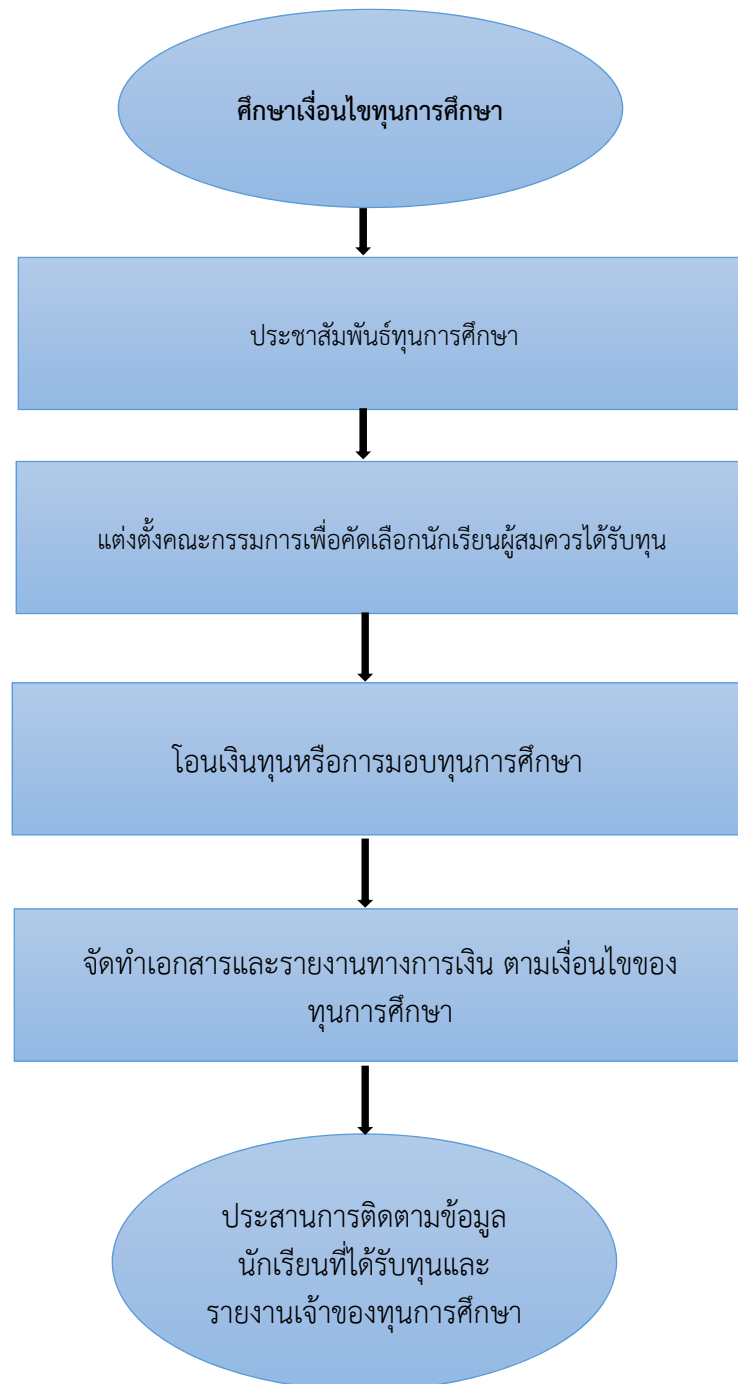 ศึกษาเงื่อนไขทุนการศึกษา
ประชาสัมพันธ์ทุนการศึกษา
แต่งตั้งคณะกรรมการเพื่อคัดเลือกนักเรียนผู้สมควรได้รับทุน
โอนเงินทุนหรือการมอบทุนการศึกษา
จัดทำเอกสารและรายงานทางการเงิน ตามเงื่อนไขของ
ทุนการศึกษา
ประสานการติดตามข้อมูล
นักเรียนที่ได้รับทุนและ
รายงานเจ้าของทุนการศึกษา